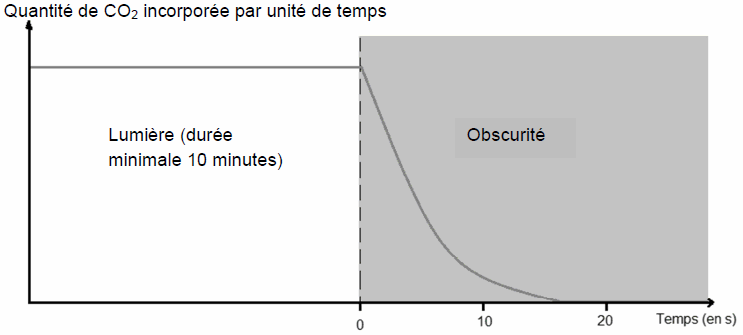 Quantité de CO₂ incorporée par unité de temps
Lumière (durée
minimale 10 minutes)
Obscurité
0
10
20
Temps (en s)